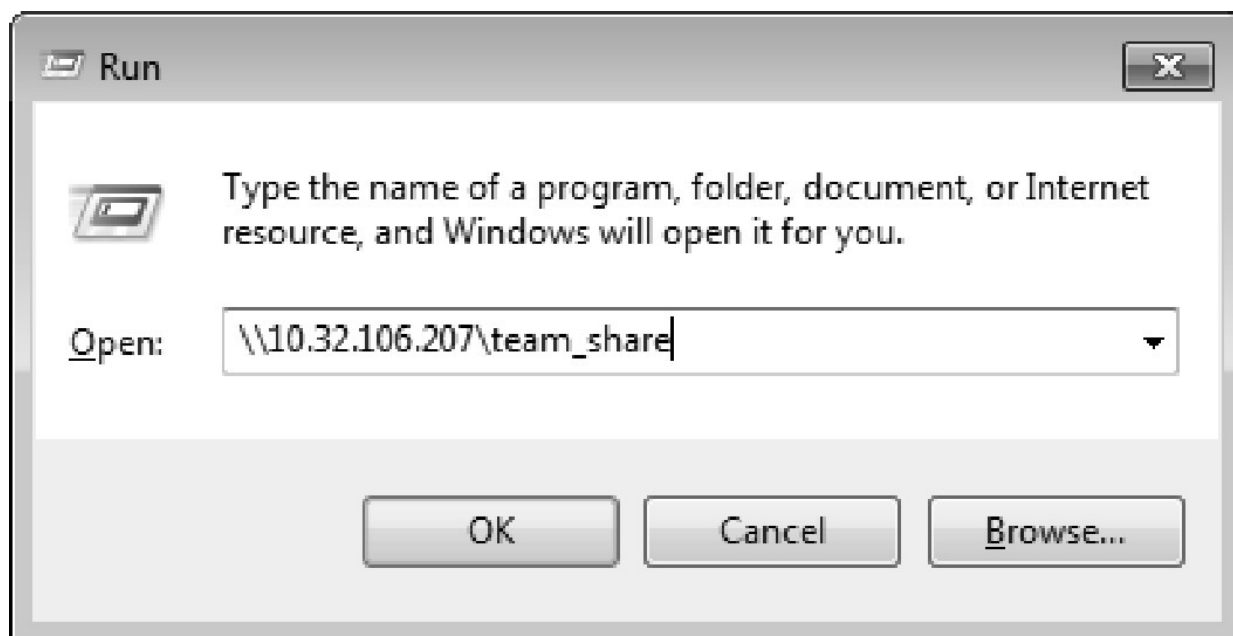 Run
Type the name of a program, folder, document, or Internet
resource, and Windows will open it for you.
Open: \\10.32.106.207\team_share
OK Cancel Browse...